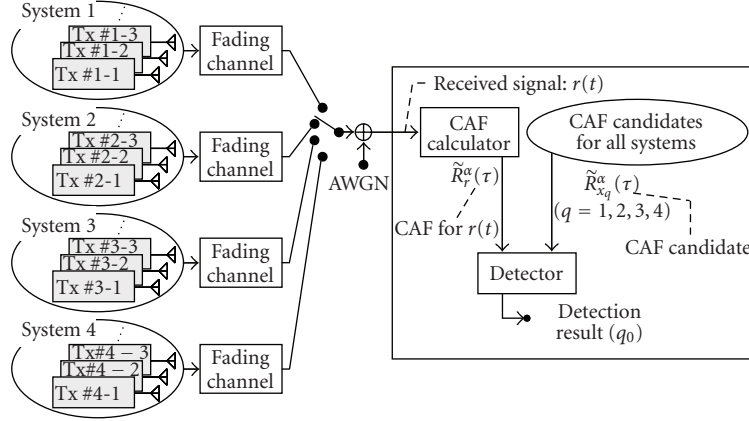 System 1
Tx #1-3
Tx #1-2
Tx #1-1
Fading
channel
System 2
Tx #2-3
Tx #2-2
Tx #2-1
Fading
channel
System 3
Tx #3-3
Tx #3-2
Tx #3-1
Fading
channel
System 4
Tx#4 − 3
Tx#4 − 2
Tx #4-1
Fading
channel
AWGN
Received signal: r(t)
CAF
calculator
CAF candidates
for all systems
R̃_r^α(τ)
R̃_{x_q}^α(τ)
(q = 1, 2, 3, 4)
CAF for r(t)
CAF candidate
Detector
Detection
result (q₀)